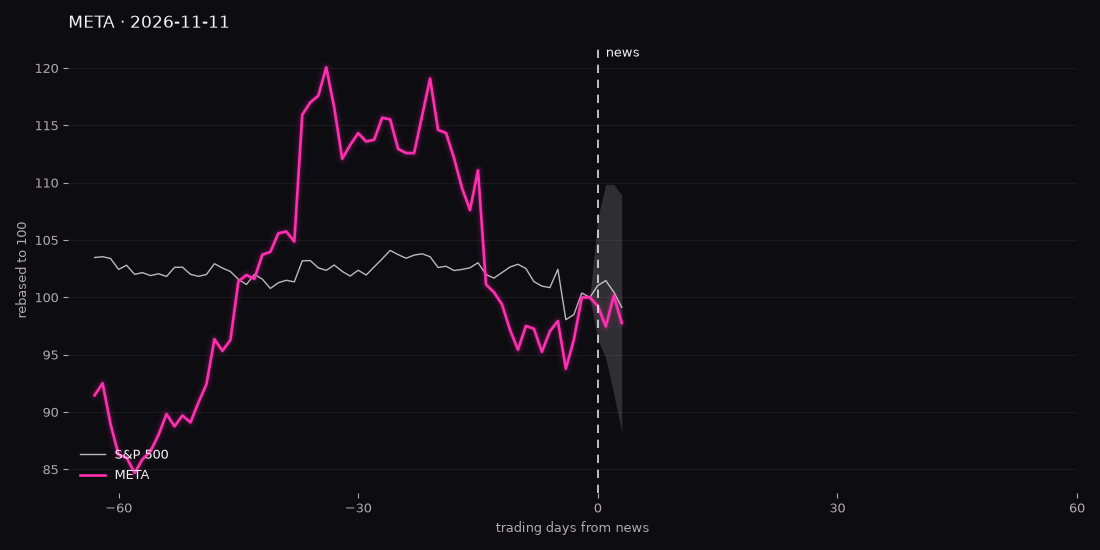 META · 2026-11-11
news
120
115
110
105
100
95
90
85
rebased to 100
S&P 500
META
−60
−30
0
30
60
trading days from news